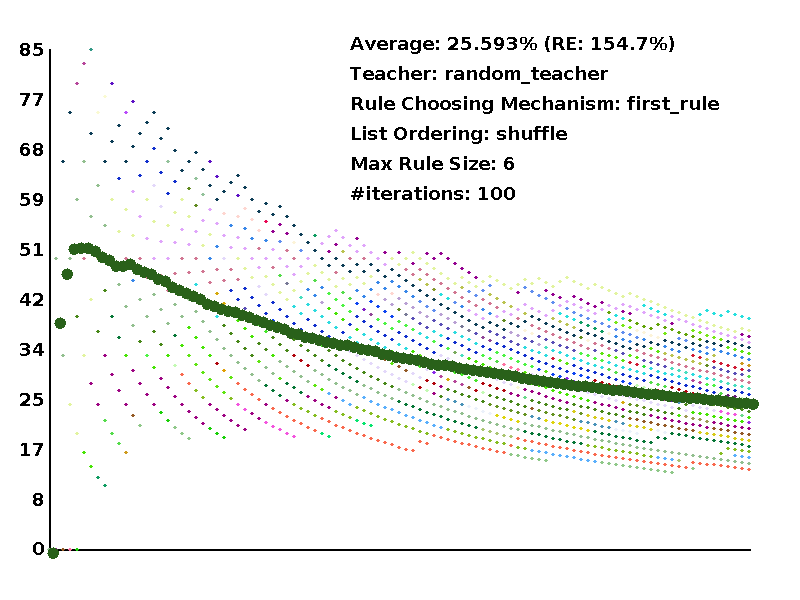 Average: 25.593% (RE: 154.7%)
Teacher: random_teacher
Rule Choosing Mechanism: first_rule
List Ordering: shuffle
Max Rule Size: 6
#iterations: 100
85
77
68
59
51
42
34
25
17
8
0